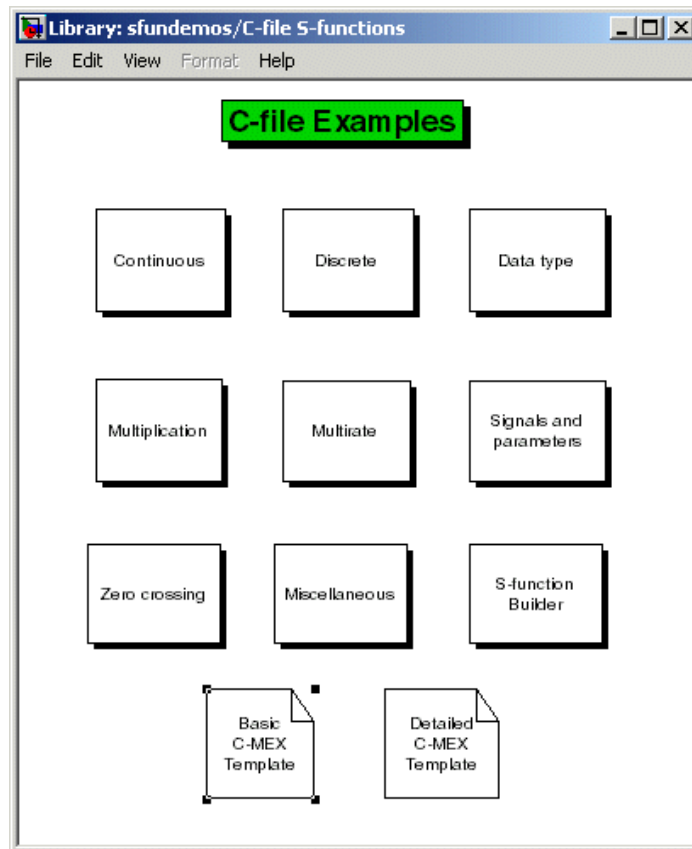 Library: sfundemos/C-file S-functions
File Edit View Format Help
C-file Examples
Continuous
Discrete
Data type
Multiplication
Multirate
Signals and
parameters
Zero crossing
Miscellaneous
S-function
Builder
Basic
C-MEX
Template
Detailed
C-MEX
Template